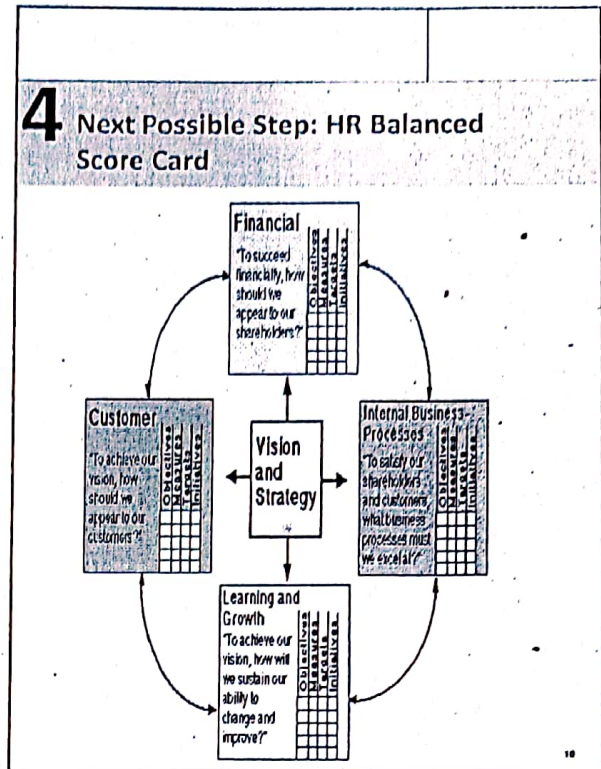 4 Next Possible Step: HR Balanced
Score Card
Financial
"To succeed
financially, how
should we
appear to our
shareholders?"
Objectives
Measures
Targets
Initiatives
Customer
"To achieve our
vision, how
should we
appear to our
customers?"
Objectives
Measures
Targets
Initiatives
Vision
and
Strategy
Internal Business
Processes
"To satisfy our
shareholders
and customers,
what business
processes must
we excel at?"
Objectives
Measures
Targets
Initiatives
Learning and
Growth
"To achieve our
vision, how will
we sustain our
ability to
change and
improve?"
Objectives
Measures
Targets
Initiatives
10